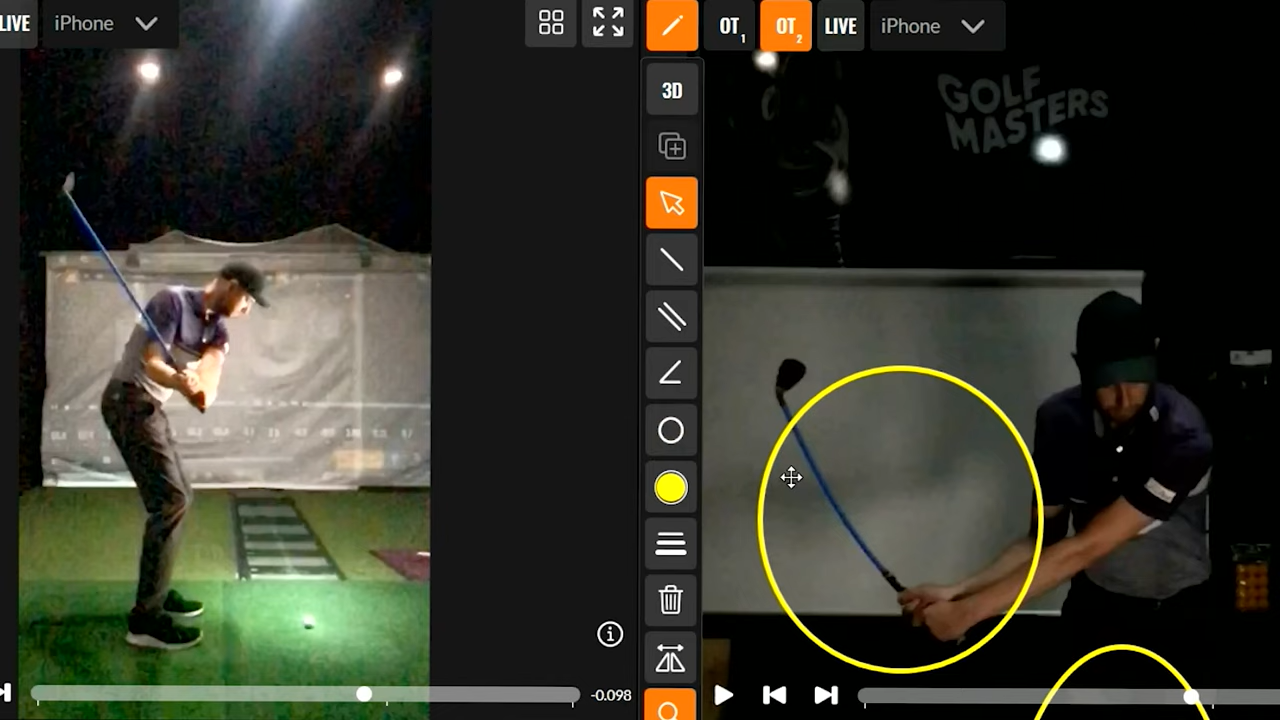 LIVE
iPhone
OT1
OT2
LIVE
iPhone
3D
GOLF
MASTERS
-0.098